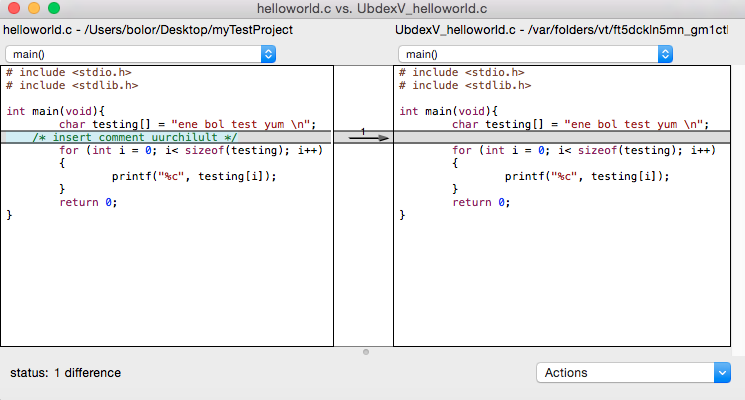 helloworld.c vs. UbdexV_helloworld.c
helloworld.c - /Users/bolor/Desktop/myTestProject
UbdexV_helloworld.c - /var/folders/vt/ft5dckln5mn_gm1ctl
main()
main()
# include <stdio.h>
# include <stdlib.h>
int main(void){
char testing[] = "ene bol test yum \n";
/* insert comment uurchilult */
for (int i = 0; i< sizeof(testing); i++)
{
printf("%c", testing[i]);
}
return 0;
}
1
# include <stdio.h>
# include <stdlib.h>
int main(void){
char testing[] = "ene bol test yum \n";
for (int i = 0; i< sizeof(testing); i++)
{
printf("%c", testing[i]);
}
return 0;
}
status: 1 difference
Actions